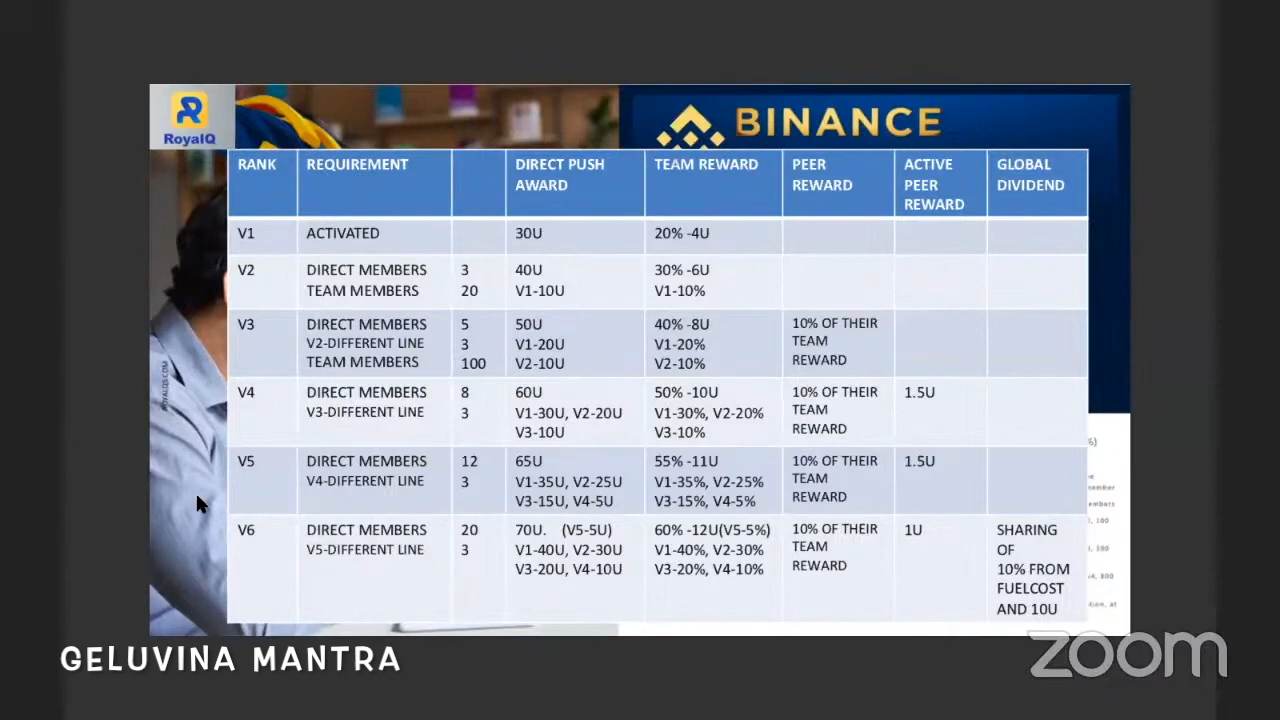 RoyalQ
BINANCE
RANK REQUIREMENT DIRECT PUSH AWARD TEAM REWARD PEER REWARD ACTIVE PEER REWARD GLOBAL DIVIDEND
V1 ACTIVATED 30U 20% -4U
V2 DIRECT MEMBERS 3 40U 30% -6U
TEAM MEMBERS 20 V1-10U V1-10%
V3 DIRECT MEMBERS 5 50U 40% -8U 10% OF THEIR
V2-DIFFERENT LINE 3 V1-20U V1-20% TEAM
TEAM MEMBERS 100 V2-10U V2-10% REWARD
V4 DIRECT MEMBERS 8 60U 50% -10U 10% OF THEIR 1.5U
V3-DIFFERENT LINE 3 V1-30U, V2-20U V1-30%, V2-20% TEAM
V3-10U V3-10% REWARD
V5 DIRECT MEMBERS 12 65U 55% -11U 10% OF THEIR 1.5U
V4-DIFFERENT LINE 3 V1-35U, V2-25U V1-35%, V2-25% TEAM
V3-15U, V4-5U V3-15%, V4-5% REWARD
V6 DIRECT MEMBERS 20 70U. (V5-5U) 60% -12U(V5-5%) 10% OF THEIR 1U SHARING
V5-DIFFERENT LINE 3 V1-40U, V2-30U V1-40%, V2-30% TEAM OF
V3-20U, V4-10U V3-20%, V4-10% REWARD 10% FROM
FUELCOST
AND 10U
GELUVINA MANTRA
zoom